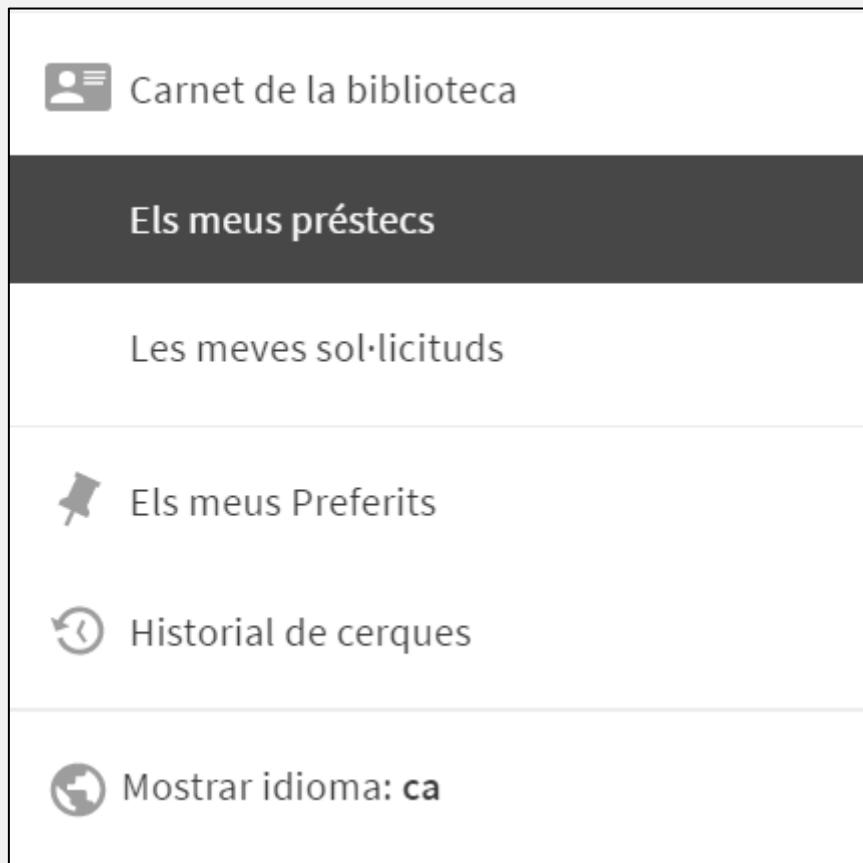 Carnet de la biblioteca
Els meus préstecs
Les meves sol·licituds
Els meus Preferits
Historial de cerques
Mostrar idioma: ca